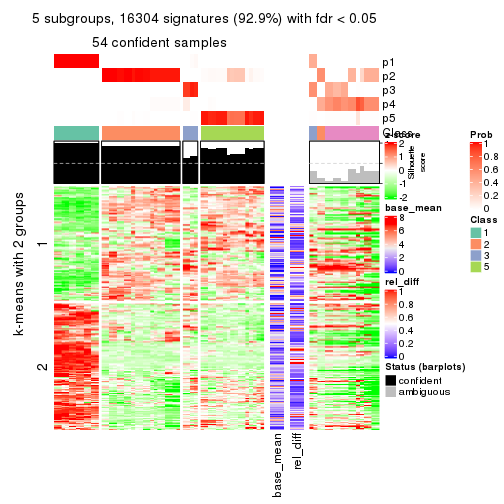 5 subgroups, 16304 signatures (92.9%) with fdr < 0.05
54 confident samples
p1
p2
p3
p4
p5
Class
Silhouette
score
k-means with 2 groups
1
2
base_mean
rel_diff
z-score
2
1
0
-1
-2
base_mean
8
6
4
2
0
rel_diff
1
0.8
0.6
0.4
0.2
0
Prob
1
0.8
0.6
0.4
0.2
0
Class
1
2
3
5
Status (barplots)
confident
ambiguous